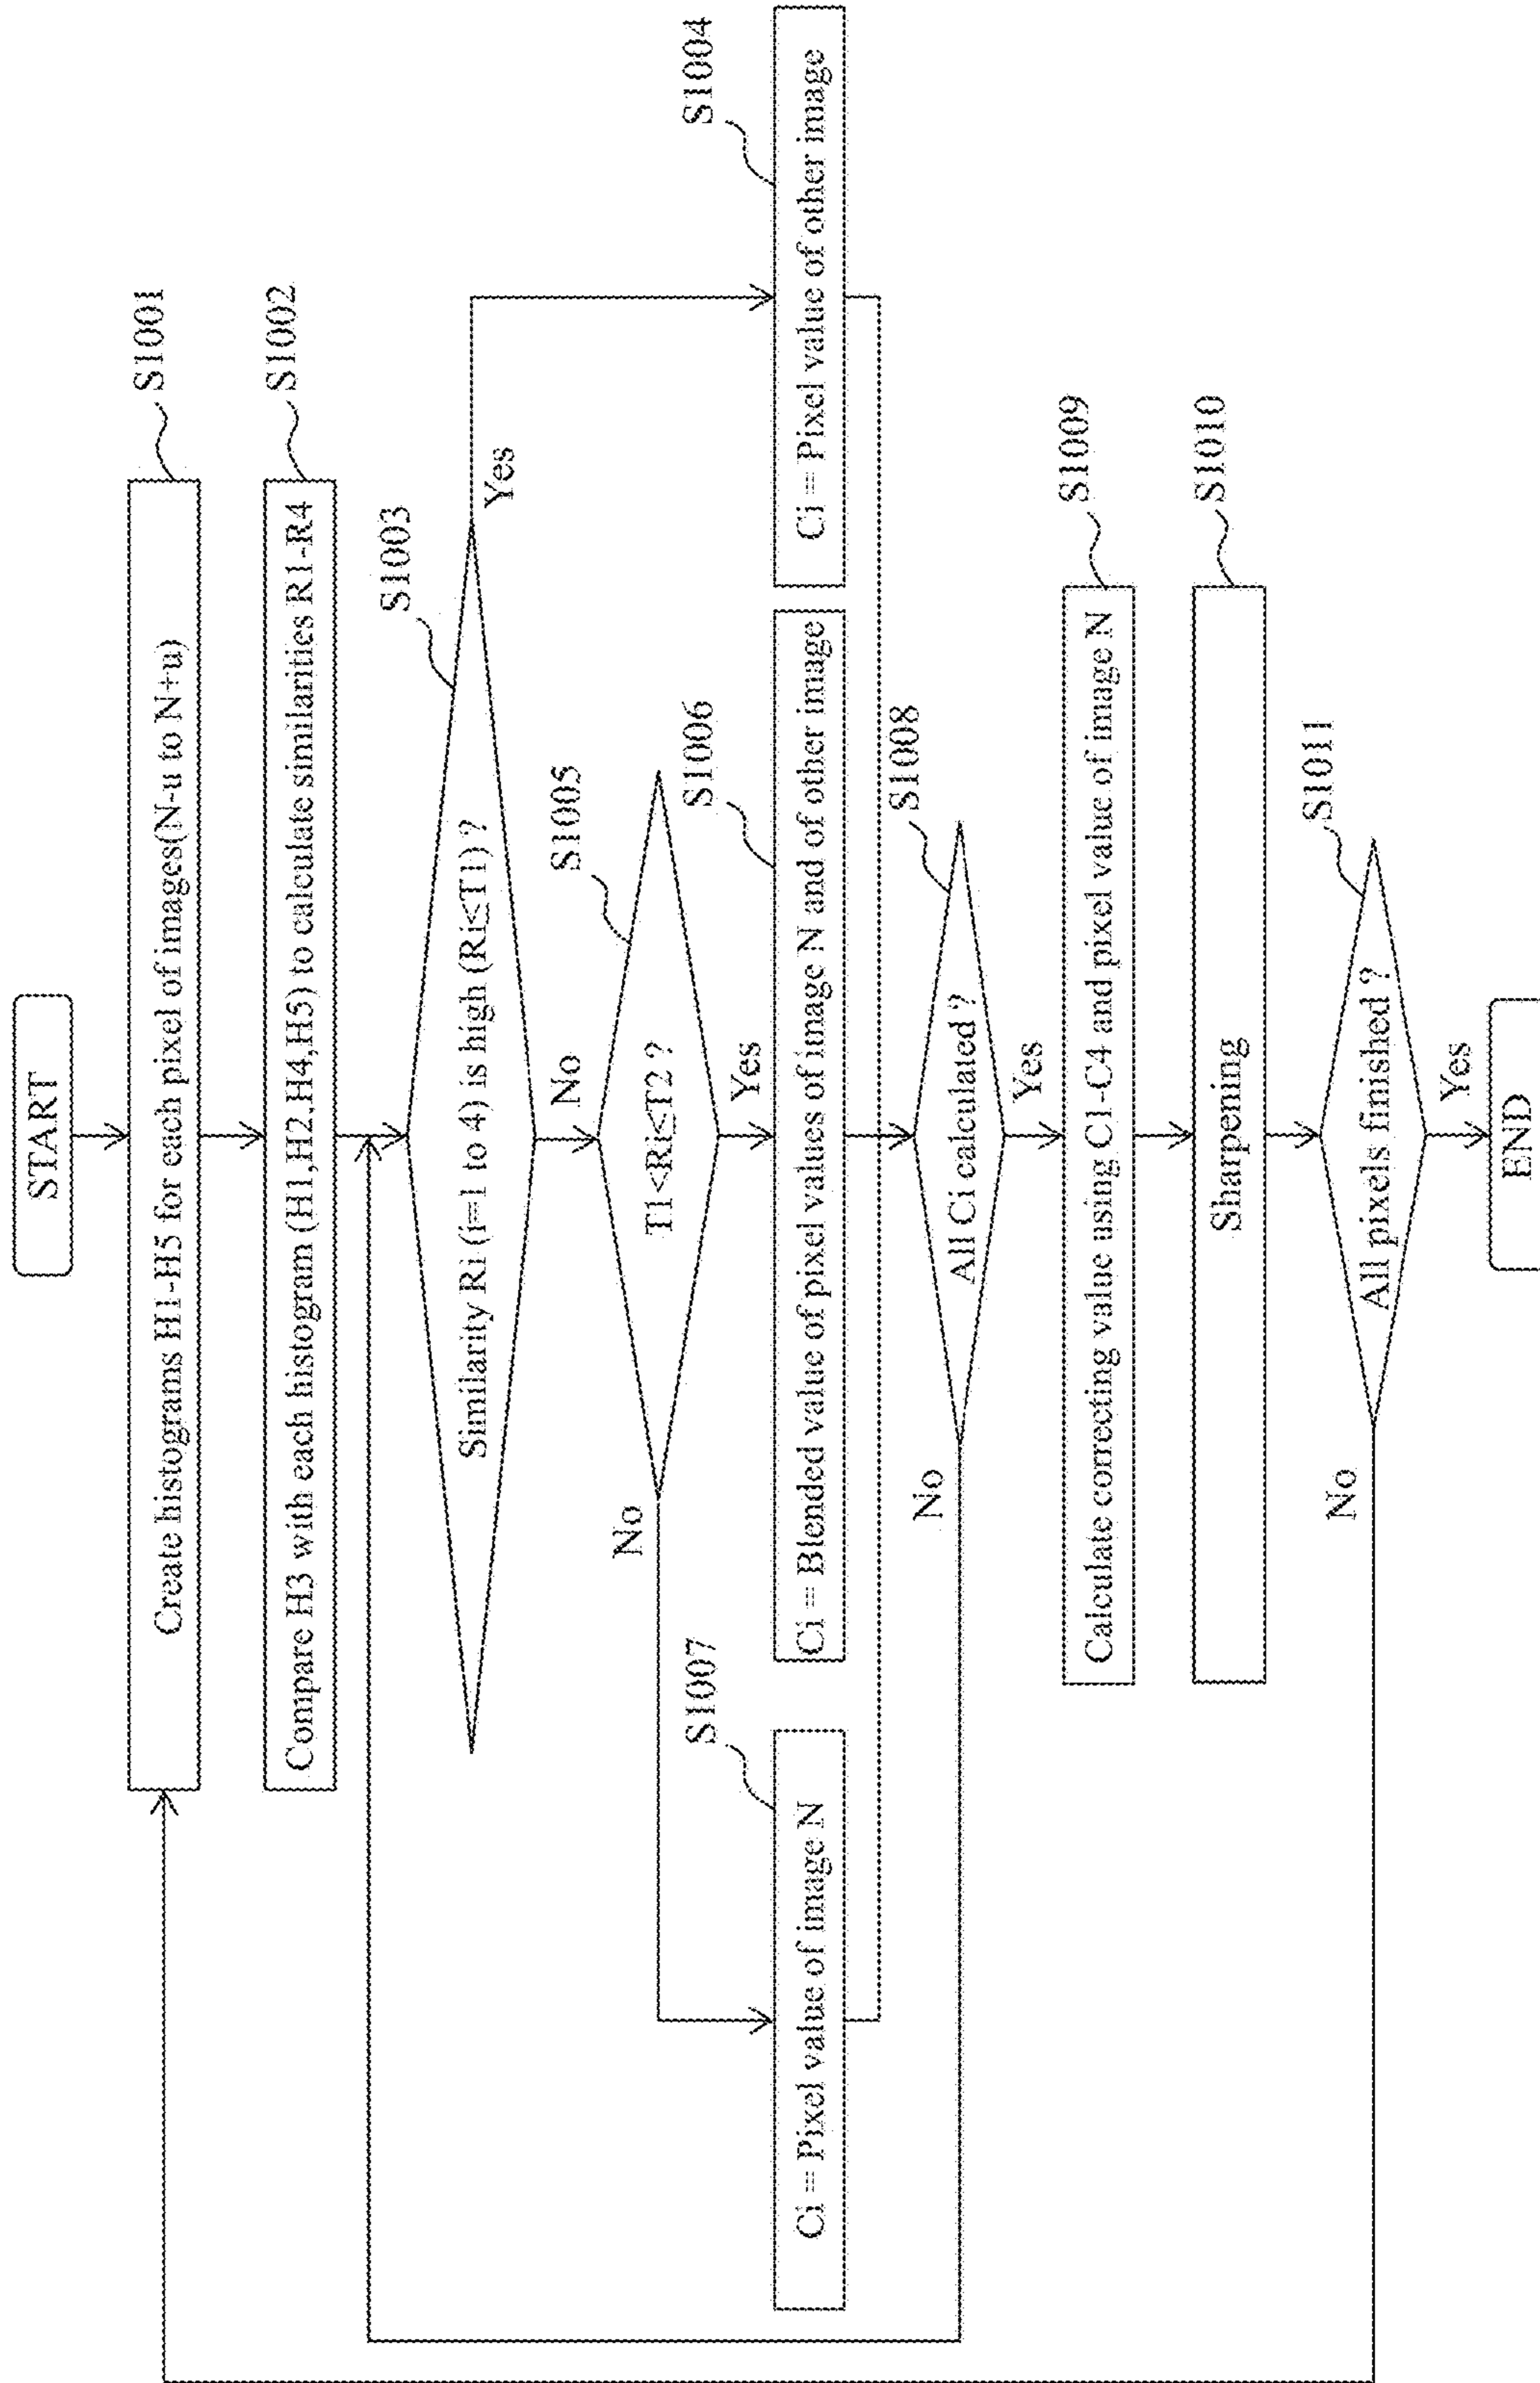 START
Create histograms H1-H5 for each pixel of images(N-u to N+u)
S1001
Compare H3 with each histogram (H1,H2,H4,H5) to calculate similarities R1-R4
S1002
Similarity Ri (i=1 to 4) is high (Ri≤T1) ?
S1003
Yes
No
T1<Ri≤T2 ?
S1005
No
Yes
Ci = Pixel value of image N
S1007
Ci = Blended value of pixel values of image N and of other image
S1006
Ci = Pixel value of other image
S1004
All Ci calculated ?
S1008
No
Yes
Calculate correcting value using C1-C4 and pixel value of image N
S1009
Sharpening
S1010
All pixels finished ?
S1011
No
Yes
END